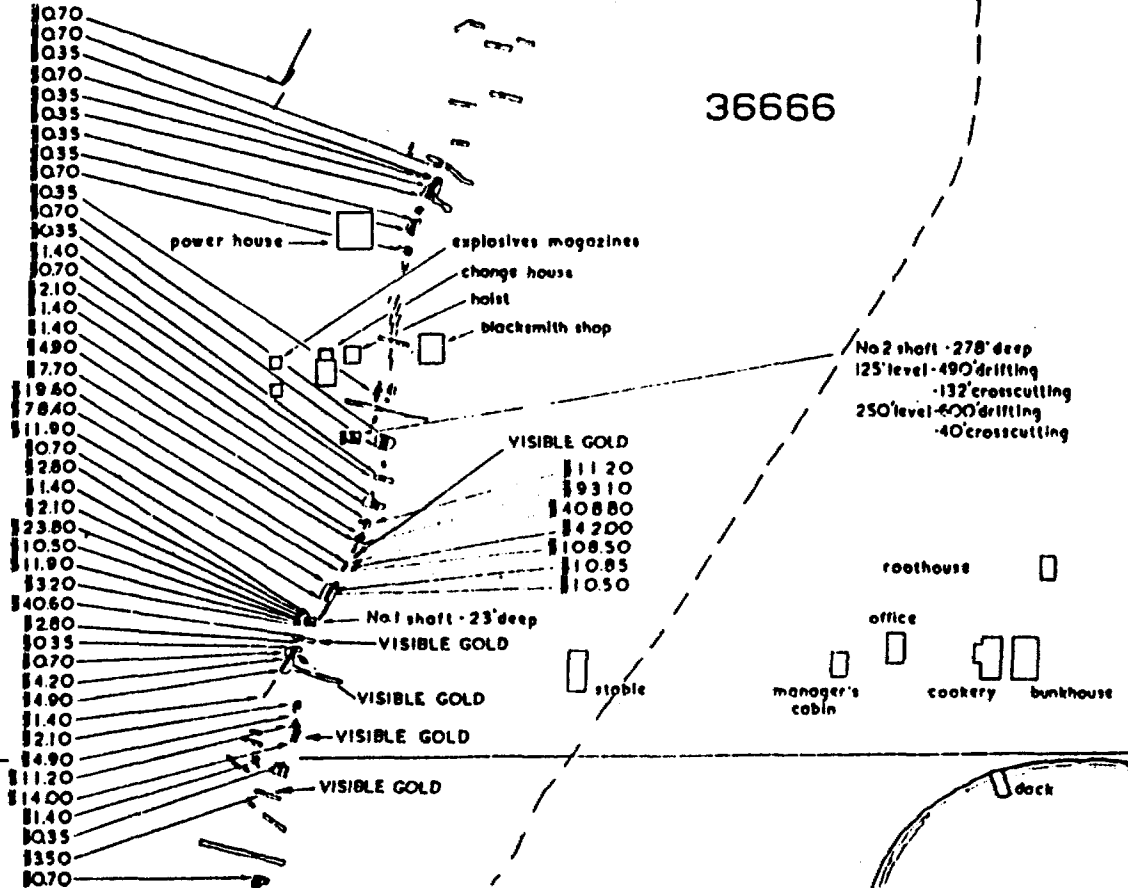 $0.70
$0.70
$0.35
$0.70
$0.35
$0.35
$0.35
$0.35
$0.70
$0.35
$0.70
$0.35
$1.40
$0.70
$2.10
$1.40
$1.40
$4.90
$7.70
$19.60
$78.40
$11.90
$0.70
$2.80
$1.40
$2.10
$23.80
$10.50
$11.90
$3.20
$40.60
$2.80
$0.35
$0.70
$4.20
$4.90
$1.40
$2.10
$4.90
$11.20
$14.00
$1.40
$0.35
$3.50
$0.70
36666
power house
explosives magazines
change house
hoist
blacksmith shop
No.2 shaft - 278' deep
125' level - 490' drifting
- 132' crosscutting
250' level - 600' drifting
- 40' crosscutting
VISIBLE GOLD
$11.20
$93.10
$408.80
$42.00
$108.50
$10.85
$10.50
No.1 shaft - 23' deep
VISIBLE GOLD
VISIBLE GOLD
VISIBLE GOLD
VISIBLE GOLD
stable
roothouse
office
manager's
cabin
cookery
bunkhouse
dock